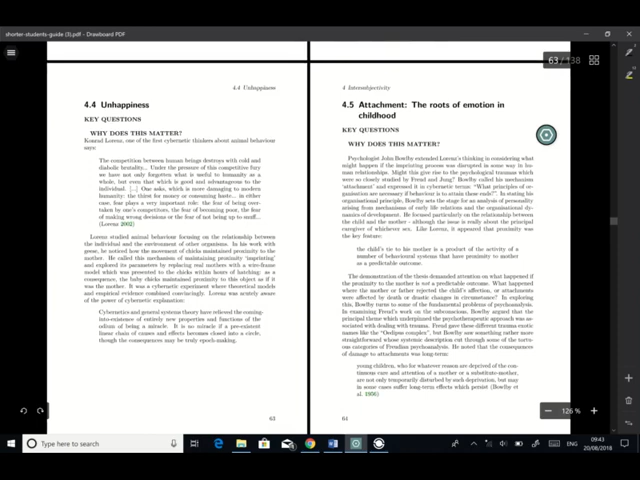 shorter-students-guide (3).pdf - Drawboard PDF
63 / 138
4.4 Unhappiness
4.4 Unhappiness
KEY QUESTIONS
WHY DOES THIS MATTER?
Konrad Lorenz, one of the first cybernetic thinkers about animal behaviour
says:
The competition between human beings destroys with cold and
diabolic brutality... Under the pressure of this competitive fury
we have not only forgotten what is useful to humanity as a
whole, but even that which is good and advantageous to the
individual. [...] One asks, which is more damaging to modern
humanity: the thirst for money or consuming haste... in either
case, fear plays a very important role: the fear of being over-
taken by one's competitors, the fear of becoming poor, the fear
of making wrong decisions or the fear of not being up to snuff...
(Lorenz 2002)
Lorenz studied animal behaviour focusing on the relationship between
the individual and the environment of other organisms. In his work with
geese, he noticed how the movement of chicks maintained proximity to the
mother. He called this mechanism of maintaining proximity 'imprinting'
and explored its parameters by replacing real mothers with a wire-frame
model which was presented to the chicks within hours of hatching: as a
consequence, the baby chicks maintained proximity to this object as if it
was the mother. It was a cybernetic experiment where theoretical models
and empirical evidence combined convincingly. Lorenz was acutely aware
of the power of cybernetic explanation:
Cybernetics and general systems theory have relieved the coming-
into-existence of entirely new properties and functions of the
odium of being a miracle. It is no miracle if a pre-existent
linear chain of causes and effects becomes closed into a circle,
though the consequences may be truly epoch-making.
63
4 Intersubjectivity
4.5 Attachment: The roots of emotion in
childhood
KEY QUESTIONS
WHY DOES THIS MATTER?
Psychologist John Bowlby extended Lorenz's thinking in considering what
might happen if the imprinting process was disrupted in some way in hu-
man relationships. Might this give rise to the psychological traumas which
were so closely studied by Freud and Jung? Bowlby called his mechanism
'attachment' and expressed it in cybernetic terms: "What principles of or-
ganisation are necessary if behaviour is to attain these ends?". In stating his
organisational principle, Bowlby sets the stage for an analysis of personality
arising from mechanisms of early life relations and the organisational dy-
namics of development. He focused particularly on the relationship between
the child and the mother - although the issue is really about the principal
caregiver of whichever sex. Like Lorenz, it appeared that proximity was the
key feature:
the child's tie to his mother is a product of the activity of a
number of behavioural systems that have proximity to mother
as a predictable outcome.
The demonstration of the thesis demanded attention on what happened if
the proximity to the mother is not a predictable outcome. What happened
where the mother or father rejected the child's affection, or attachments
were affected by death or drastic changes in circumstance? In exploring
this, Bowlby turns to some of the fundamental problems of psychoanalysis.
In examining Freud's work on the subconscious, Bowlby argued that the
principal theme which underpinned the psychotherapeutic approach was as-
sociated with dealing with trauma. Freud gave these different trauma exotic
names like the "Oedipus complex", but Bowlby saw something rather more
straightforward whose systemic description cut through some of the tortu-
ous categories of Freudian psychoanalysis. He noted that the consequences
of damage to attachments was long-term:
young children, who for whatever reason are deprived of the con-
tinuous care and attention of a mother or a substitute-mother,
are not only temporarily disturbed by such deprivation, but may
in some cases suffer long-term effects which persist (Bowlby et
al. 1956)
64
126 %
Type here to search
ENG
09:43
20/08/2018